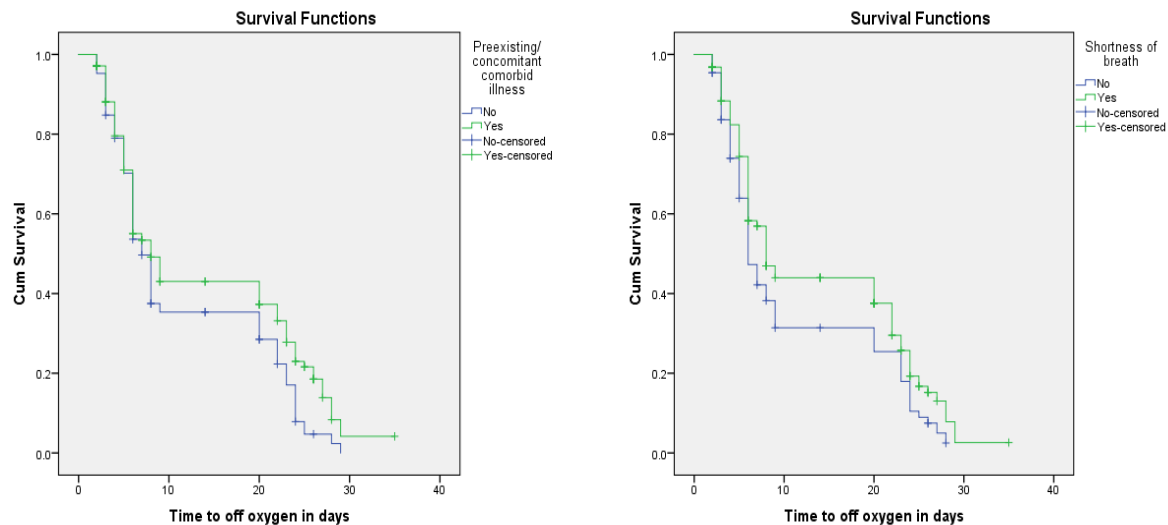 Survival Functions
Preexisting/
concomitant
comorbid
illness
No
Yes
No-censored
Yes-censored
Cum Survival
1.0
0.8
0.6
0.4
0.2
0.0
0
10
20
30
40
Time to off oxygen in days
Survival Functions
Shortness of
breath
No
Yes
No-censored
Yes-censored
Cum Survival
1.0
0.8
0.6
0.4
0.2
0.0
0
10
20
30
40
Time to off oxygen in days